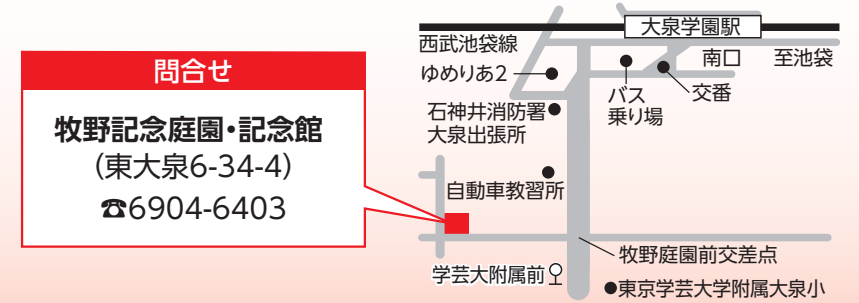 問合せ
牧野記念庭園・記念館
(東大泉6-34-4)
☎6904-6403
大泉学園駅
西武池袋線
南口
至池袋
ゆめりあ2
バス
乗り場
交番
石神井消防署
大泉出張所
自動車教習所
牧野庭園前交差点
学芸大附属前
東京学芸大学附属大泉小